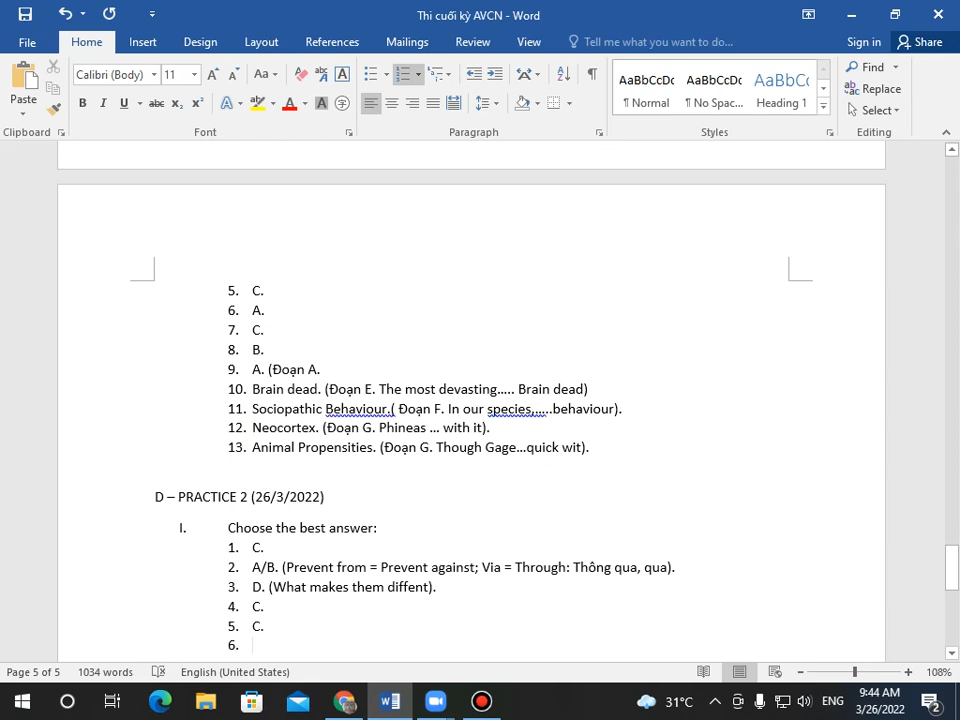 Thi cuối kỳ AVCN - Word
File Home Insert Design Layout References Mailings Review View Tell me what you want to do... Sign in Share
Paste
Calibri (Body) 11
Aa
AaBbCcDc AaBbCcDc AaBbCc
¶ Normal ¶ No Spac... Heading 1
Find
Replace
Select
B I U abc x₂ x² A A A
Clipboard Font Paragraph Styles Editing
5. C.
6. A.
7. C.
8. B.
9. A. (Đoạn A.
10. Brain dead. (Đoạn E. The most devasting….. Brain dead)
11. Sociopathic Behaviour.( Đoạn F. In our species,…..behaviour).
12. Neocortex. (Đoạn G. Phineas … with it).
13. Animal Propensities. (Đoạn G. Though Gage…quick wit).
D – PRACTICE 2 (26/3/2022)
I. Choose the best answer:
1. C.
2. A/B. (Prevent from = Prevent against; Via = Through: Thông qua, qua).
3. D. (What makes them diffent).
4. C.
5. C.
6.
Page 5 of 5 1034 words English (United States) 108%
31°C ENG 9:44 AM 3/26/2022 2